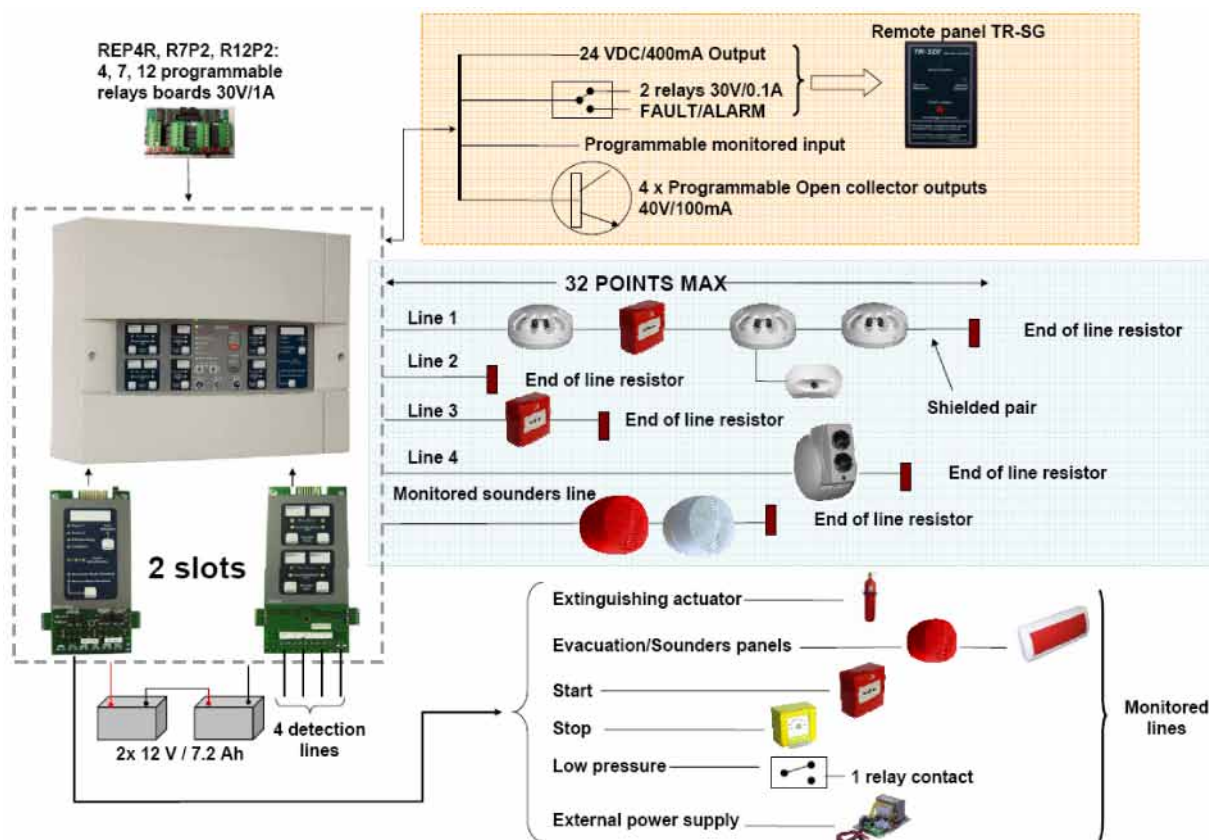 REP4R, R7P2, R12P2:
4, 7, 12 programmable
relays boards 30V/1A
24 VDC/400mA Output
2 relays 30V/0.1A
FAULT/ALARM
Programmable monitored input
4 x Programmable Open collector outputs
40V/100mA
Remote panel TR-SG
32 POINTS MAX
Line 1
End of line resistor
Line 2
End of line resistor
Shielded pair
Line 3
End of line resistor
Line 4
End of line resistor
Monitored sounders line
End of line resistor
2 slots
4 detection
lines
2x 12 V / 7.2 Ah
Extinguishing actuator
Evacuation/Sounders panels
Start
Stop
Low pressure
1 relay contact
External power supply
Monitored
lines